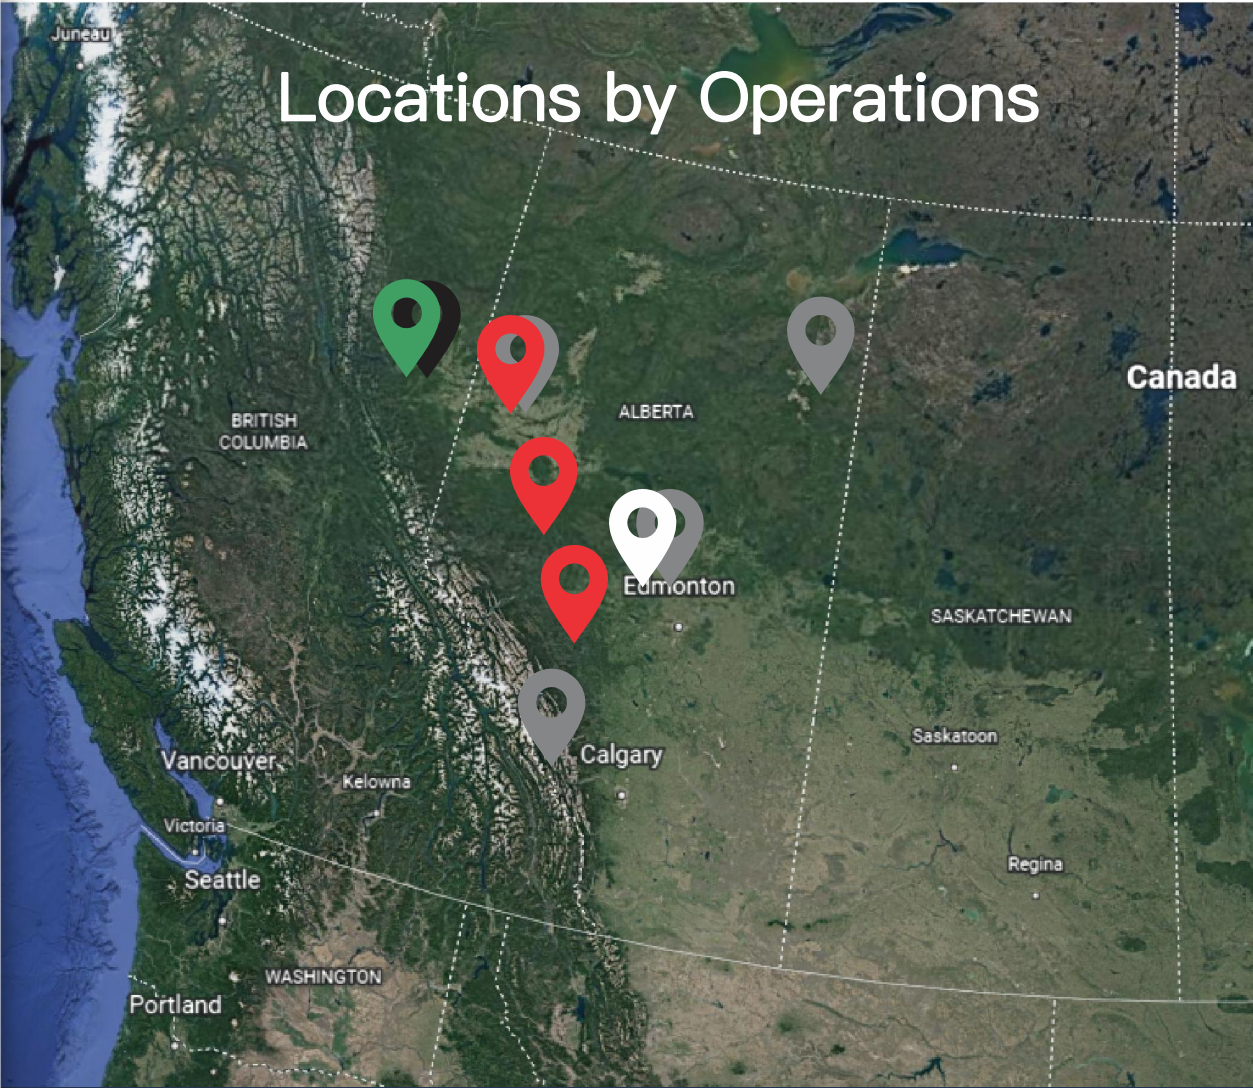 Juneau
Locations by Operations
Canada
ALBERTA
BRITISH
COLUMBIA
Edmonton
SASKATCHEWAN
Saskatoon
Calgary
Vancouver
Kelowna
Victoria
Regina
Seattle
WASHINGTON
Portland